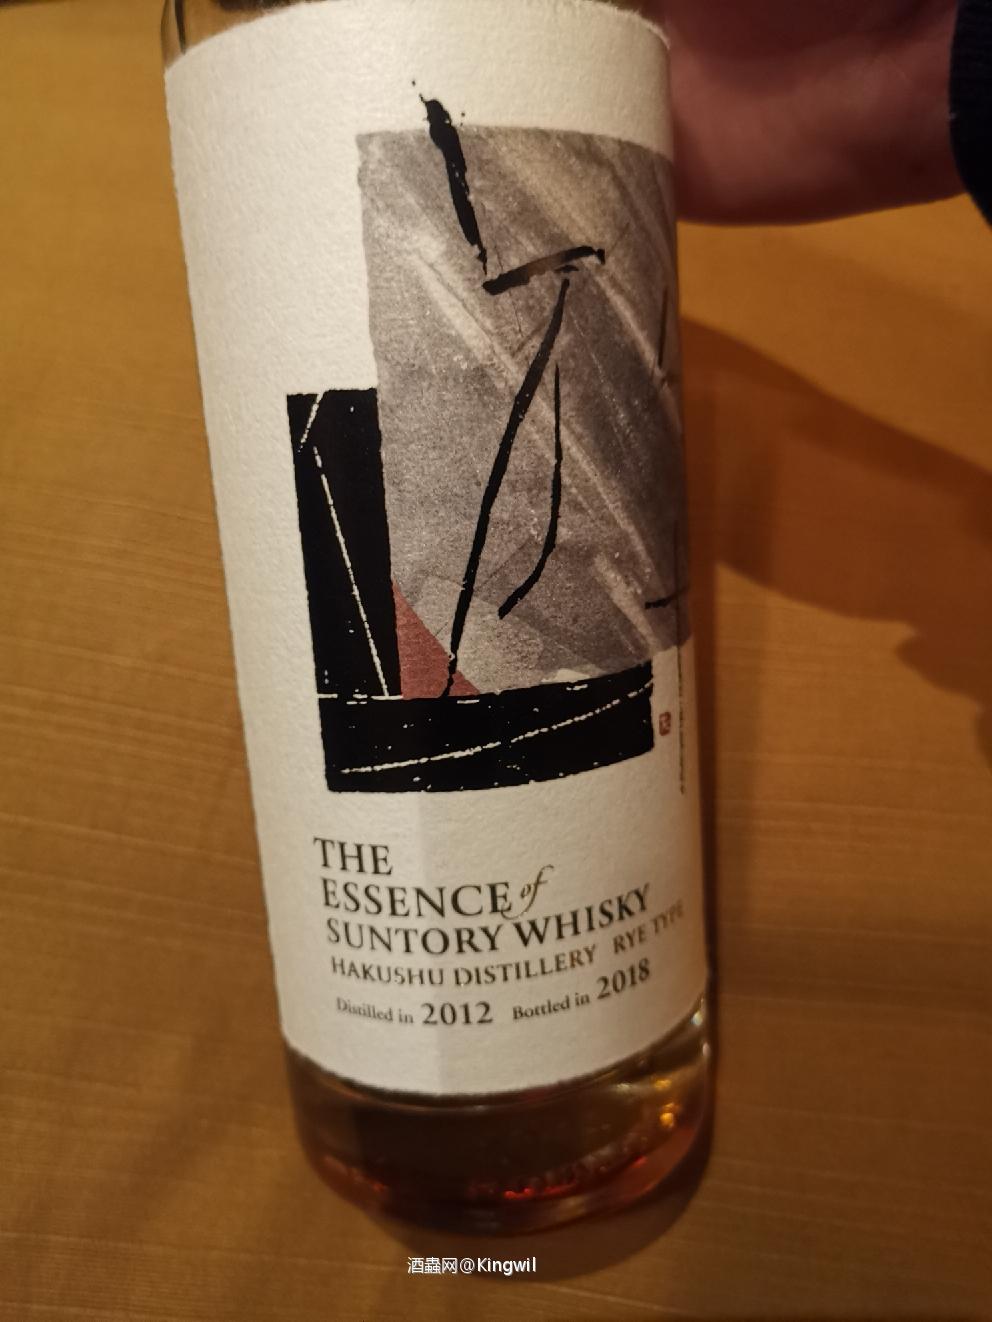 THE
ESSENCE of
SUNTORY WHISKY
HAKUSHU DISTILLERY RYE TYPE
Distilled in 2012 Bottled in 2018
酒蟲网@Kingwil